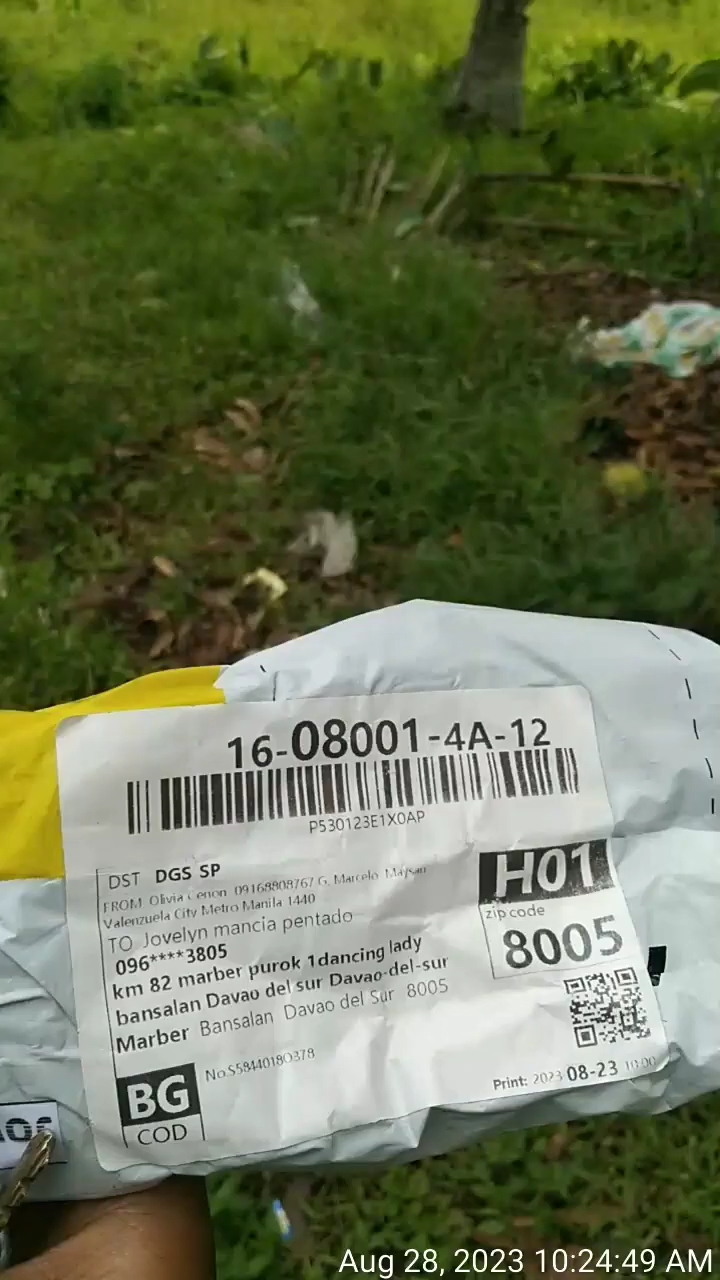 16-08001-4A-12
P530123E1X0AP
DST DGS SP
H01
FROM Olivia Cenon 09168808767 G. Marcelo Maysan
Valenzuela City Metro Manila 1440
zip code
8005
TO Jovelyn mancia pentado
096****3805
km 82 marber purok 1dancing lady
bansalan Davao del sur Davao-del-sur
Marber Bansalan Davao del Sur 8005
No.S5844018O378
BG
COD
Print: 2023 08-23 10:00
Aug 28, 2023 10:24:49 AM